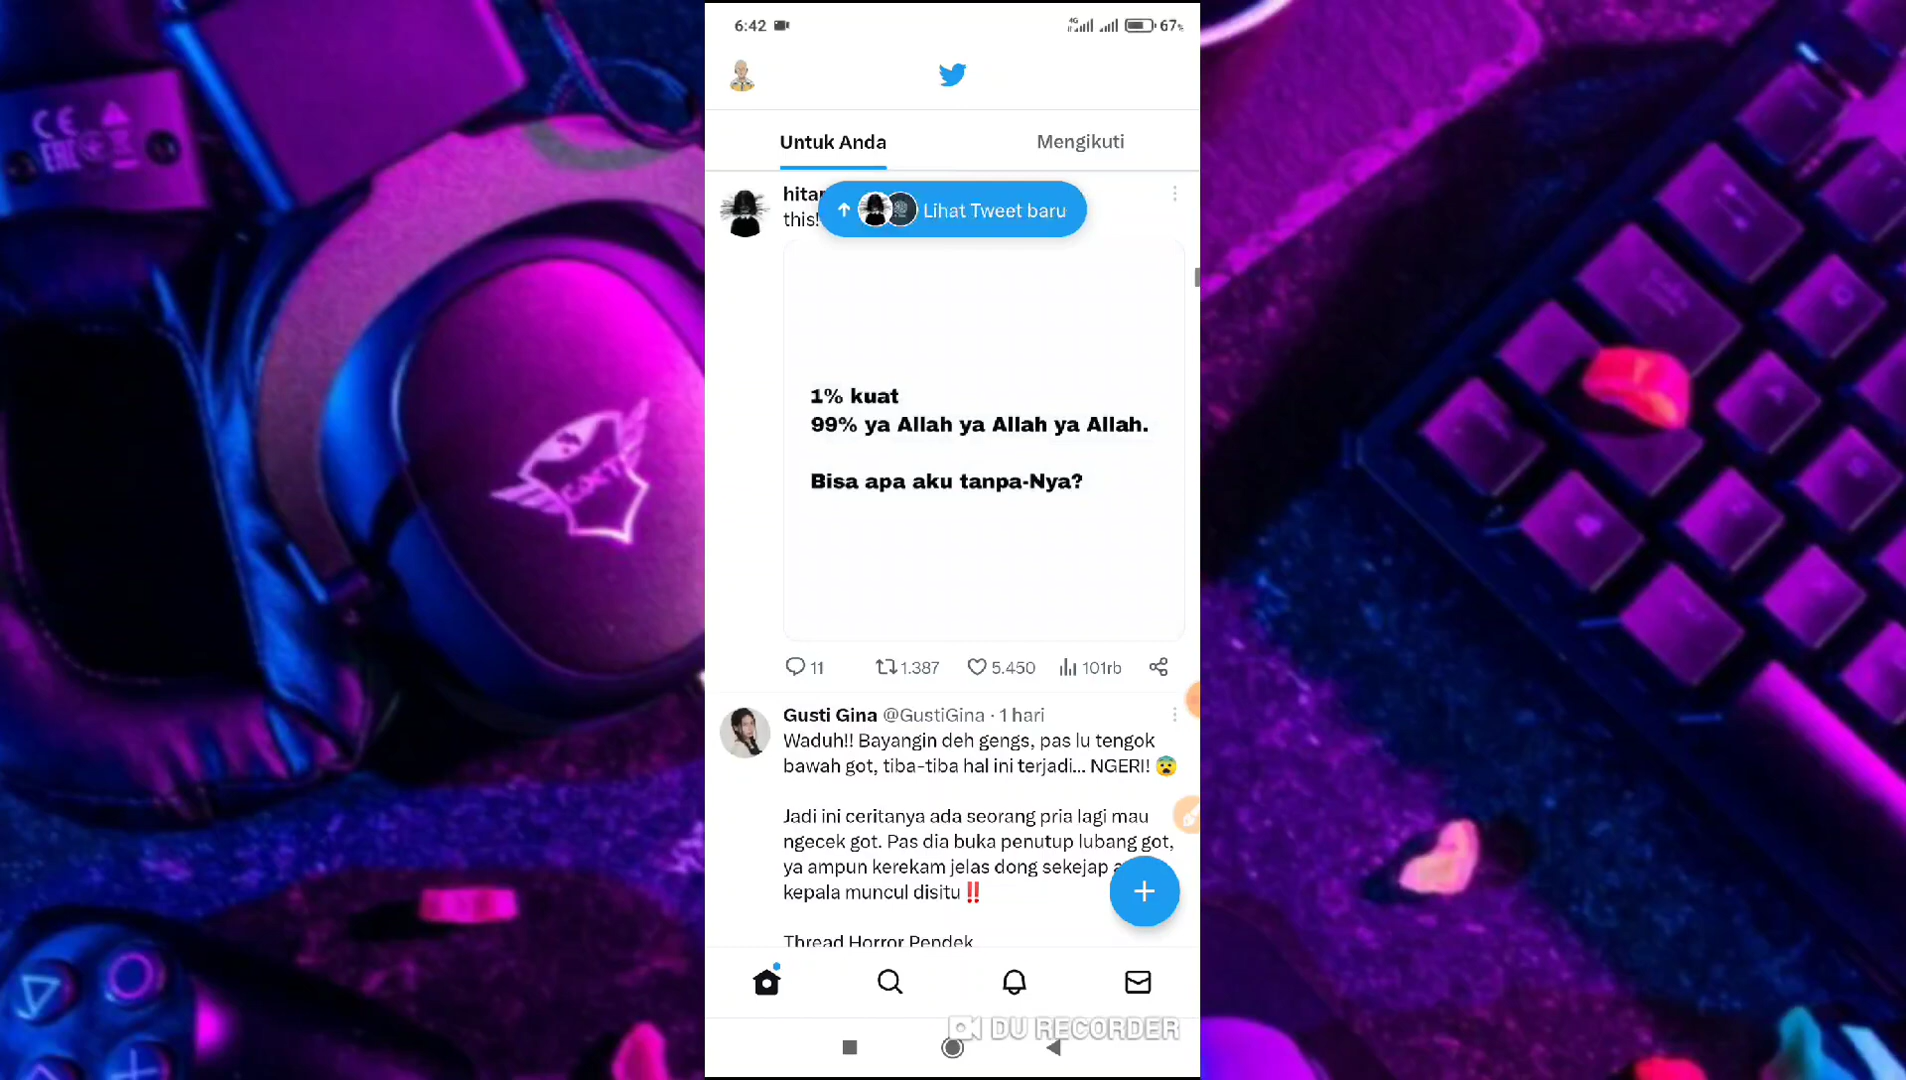 6:42
4G
67%
Untuk Anda
Mengikuti
this!
Lihat Tweet baru
1% kuat
99% ya Allah ya Allah ya Allah.
Bisa apa aku tanpa-Nya?
11
1.387
5.450
101rb
Gusti Gina @GustiGina · 1 hari
Waduh!! Bayangin deh gengs, pas lu tengok
bawah got, tiba-tiba hal ini terjadi... NGERI! 😨
Jadi ini ceritanya ada seorang pria lagi mau
ngecek got. Pas dia buka penutup lubang got,
ya ampun kerekam jelas dong sekejap
kepala muncul disitu ‼️
Thread Horror Pendek
DU RECORDER
CE
EAC